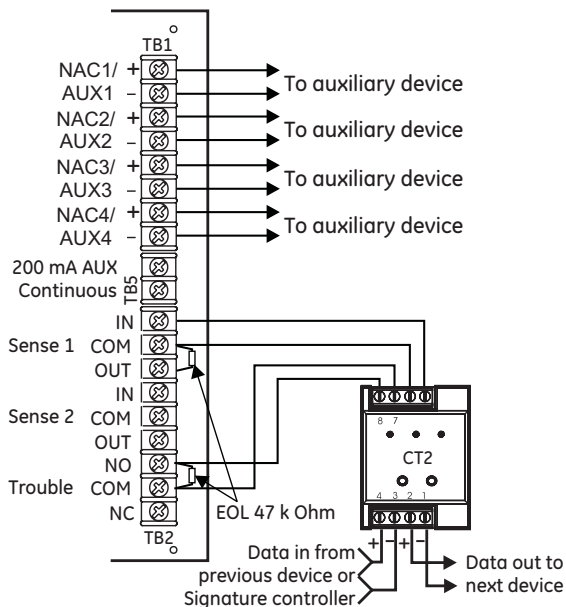 TB1
NAC1/ +
AUX1 –
To auxiliary device
NAC2/ +
AUX2 –
To auxiliary device
NAC3/ +
AUX3 –
To auxiliary device
NAC4/ +
AUX4 –
To auxiliary device
200 mA AUX
Continuous
TB5
IN
Sense 1 COM
OUT
IN
Sense 2 COM
OUT
NO
Trouble COM
NC
TB2
EOL 47 k Ohm
8 7
CT2
4 3 2 1
+ – + –
Data in from
previous device or
Signature controller
Data out to
next device